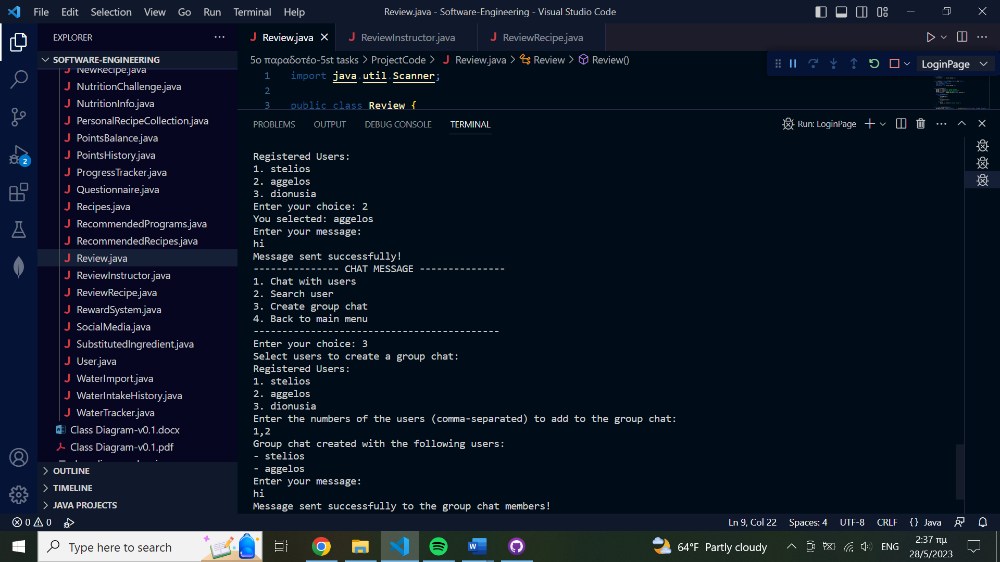 File Edit Selection View Go Run Terminal Help
Review.java - Software-Engineering - Visual Studio Code
EXPLORER
SOFTWARE-ENGINEERING
NewRecipe.java
NutritionChallenge.java
NutritionInfo.java
PersonalRecipeCollection.java
PointsBalance.java
PointsHistory.java
ProgressTracker.java
Questionnaire.java
Recipes.java
RecommendedPrograms.java
RecommendedRecipes.java
Review.java
ReviewInstructor.java
ReviewRecipe.java
RewardSystem.java
SocialMedia.java
SubstitutedIngredient.java
User.java
WaterImport.java
WaterIntakeHistory.java
WaterTracker.java
Class Diagram-v0.1.docx
Class Diagram-v0.1.pdf
OUTLINE
TIMELINE
JAVA PROJECTS
2
Review.java
ReviewInstructor.java
ReviewRecipe.java
5ο παραδοτέο-5st tasks > ProjectCode > Review.java > Review > Review()
LoginPage
1 import java.util.Scanner;
2
3 public class Review {
PROBLEMS OUTPUT DEBUG CONSOLE TERMINAL
Run: LoginPage
Registered Users:
1. stelios
2. aggelos
3. dionusia
Enter your choice: 2
You selected: aggelos
Enter your message:
hi
Message sent successfully!
--------------- CHAT MESSAGE ---------------
1. Chat with users
2. Search user
3. Create group chat
4. Back to main menu
-------------------------------------------
Enter your choice: 3
Select users to create a group chat:
Registered Users:
1. stelios
2. aggelos
3. dionusia
Enter the numbers of the users (comma-separated) to add to the group chat:
1,2
Group chat created with the following users:
- stelios
- aggelos
Enter your message:
hi
Message sent successfully to the group chat members!
0 0
Ln 9, Col 22 Spaces: 4 UTF-8 CRLF {} Java
Type here to search
64°F Partly cloudy
ENG
2:37 πμ
28/5/2023